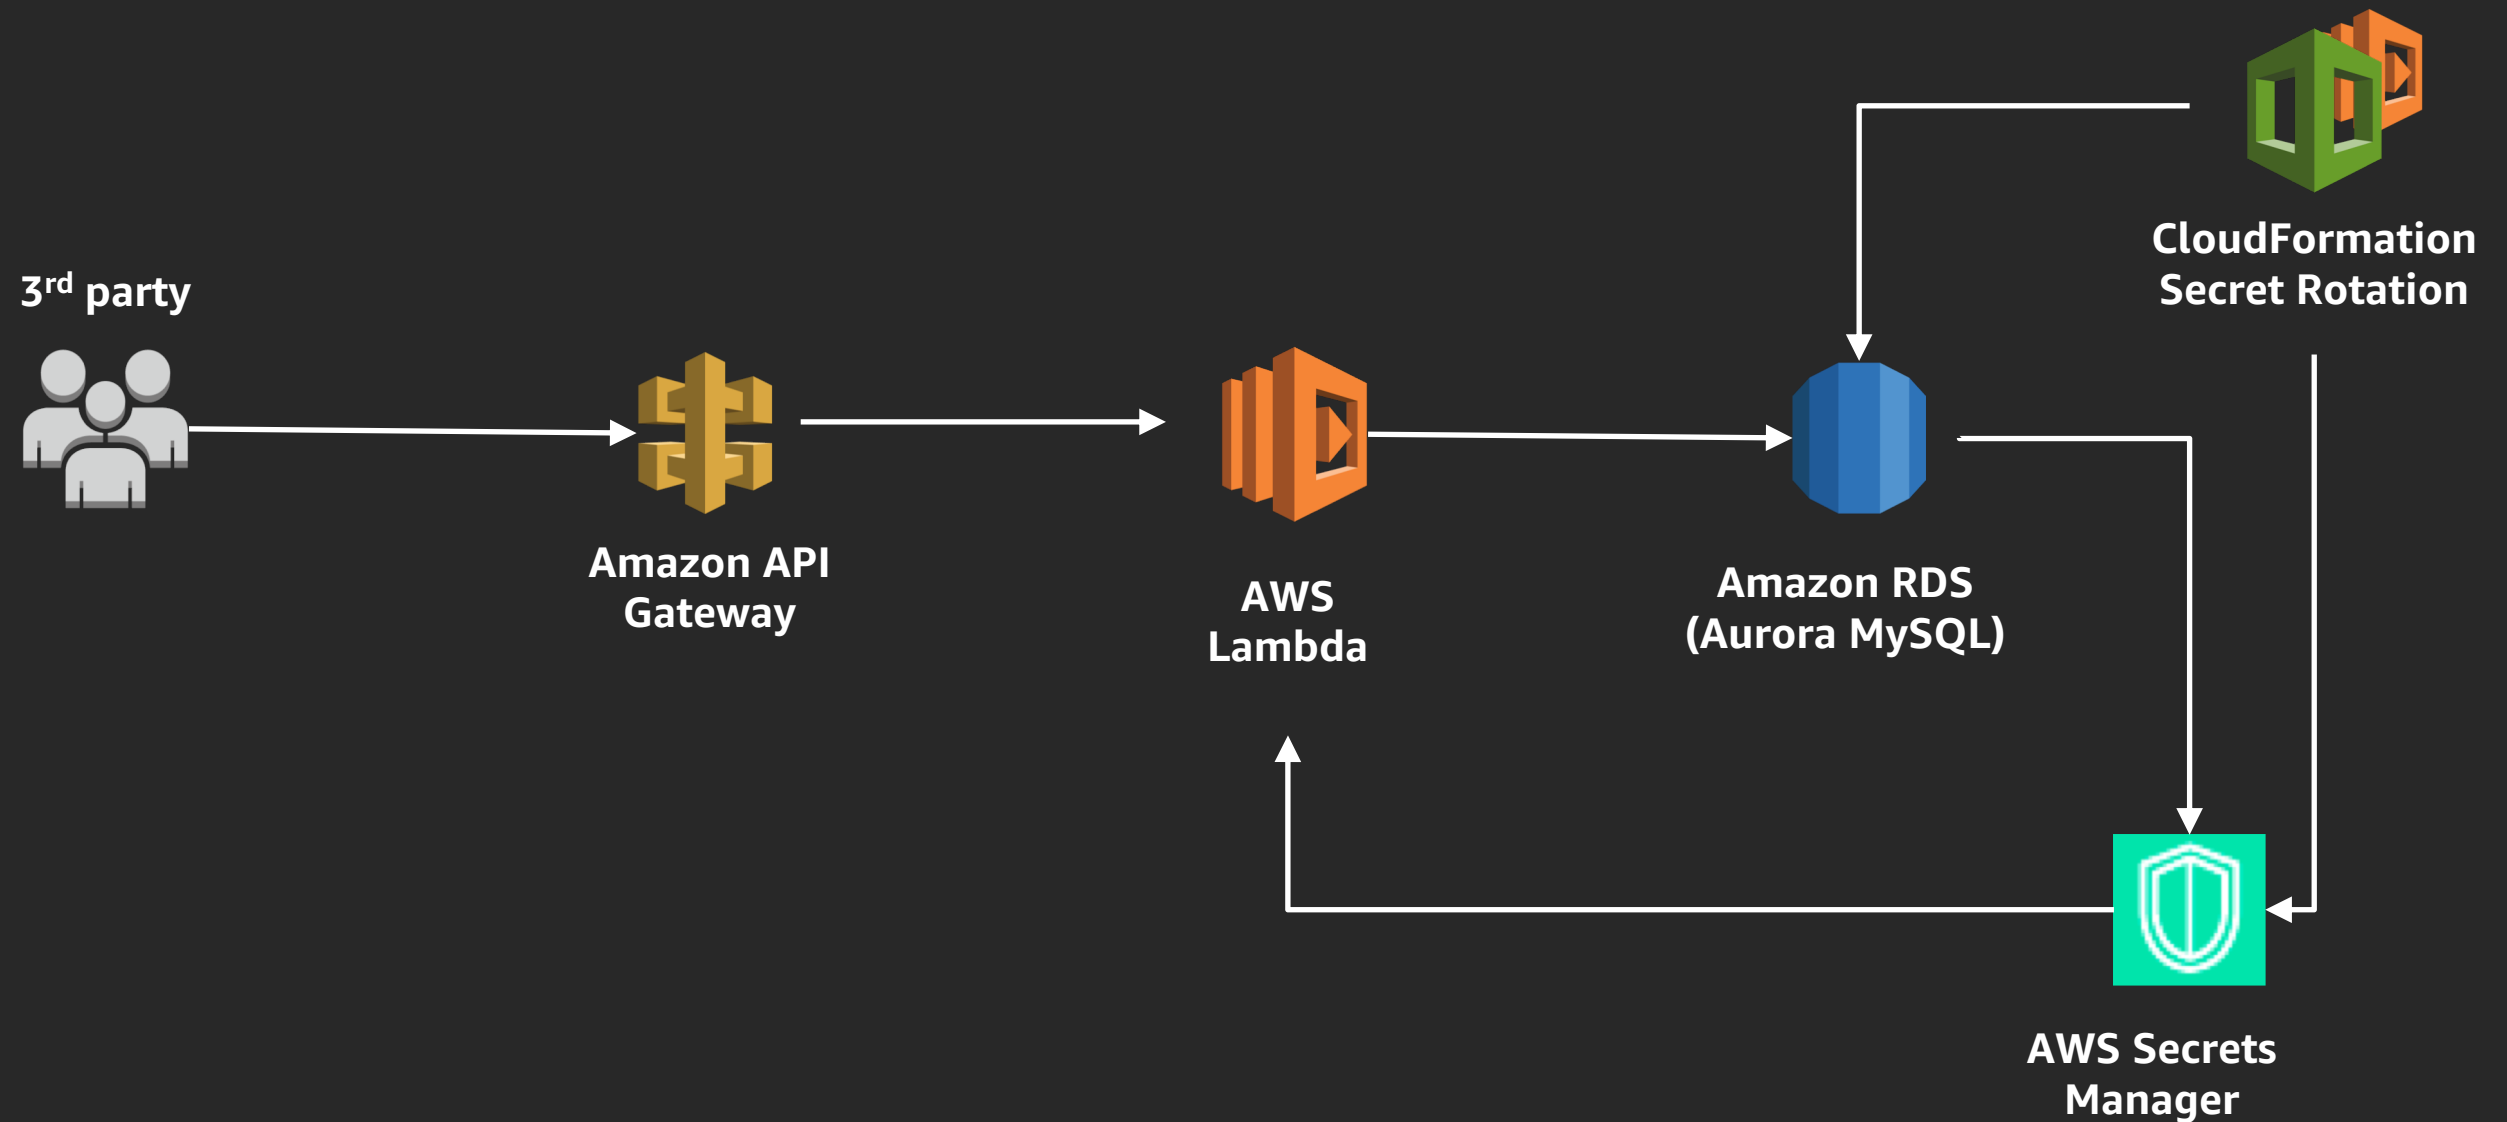 3rd party
Amazon API
Gateway
AWS
Lambda
Amazon RDS
(Aurora MySQL)
CloudFormation
Secret Rotation
AWS Secrets
Manager